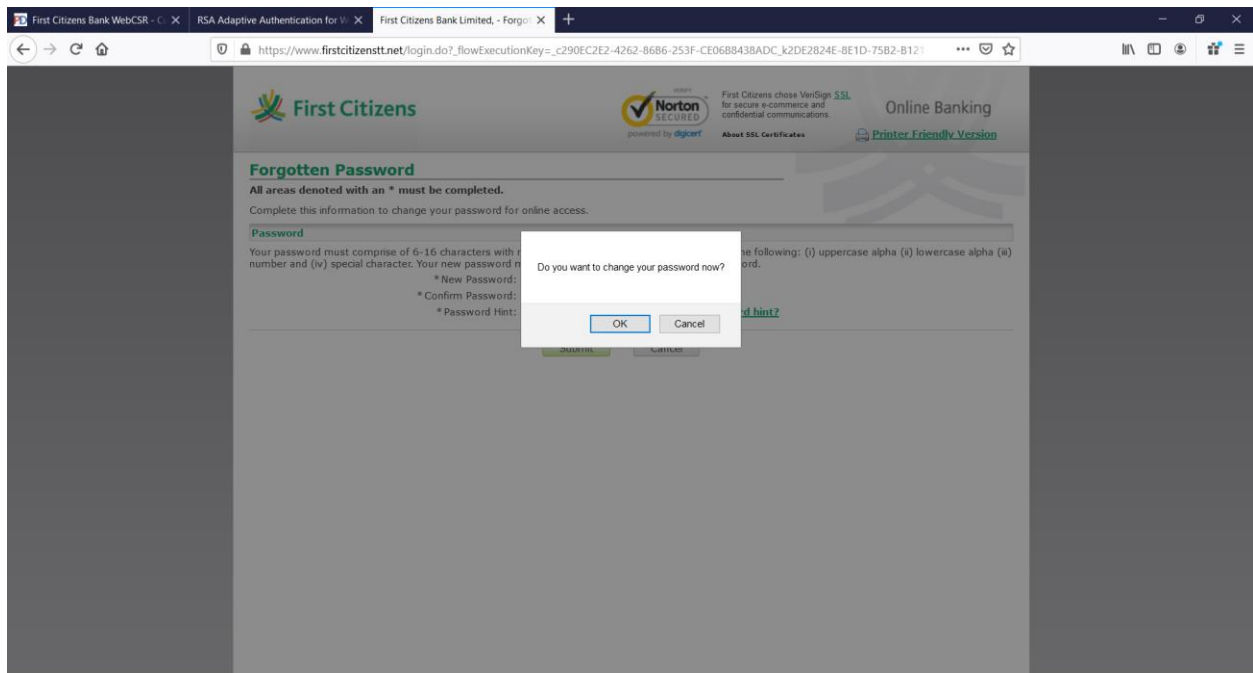 First Citizens Bank WebCSR - C
RSA Adaptive Authentication for W
First Citizens Bank Limited, - Forgot
https://www.firstcitizenstt.net/login.do?_flowExecutionKey=_c290EC2E2-4262-86B6-253F-CE06B8438ADC_k2DE2824E-8E1D-75B2-B121
First Citizens
VERIFY
Norton
SECURED
powered by digicert
First Citizens chose VeriSign SSL
for secure e-commerce and
confidential communications.
About SSL Certificates
Online Banking
Printer Friendly Version
Forgotten Password
All areas denoted with an * must be completed.
Complete this information to change your password for online access.
Password
Your password must comprise of 6-16 characters with he following: (i) uppercase alpha (ii) lowercase alpha (iii)
number and (iv) special character. Your new password ord.
* New Password:
* Confirm Password:
* Password Hint: d hint?
Do you want to change your password now?
OK Cancel
Submit Cancel